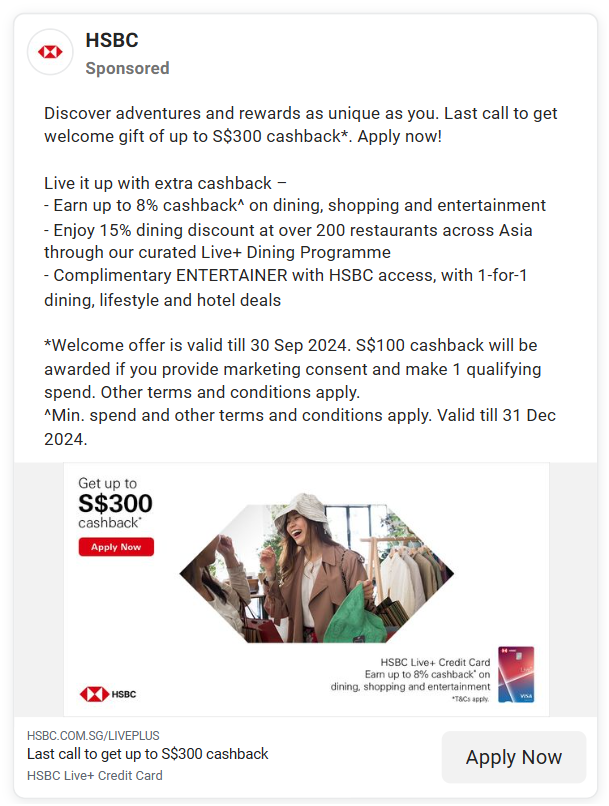 HSBC
Sponsored
Discover adventures and rewards as unique as you. Last call to get
welcome gift of up to S$300 cashback*. Apply now!
Live it up with extra cashback –
- Earn up to 8% cashback^ on dining, shopping and entertainment
- Enjoy 15% dining discount at over 200 restaurants across Asia
through our curated Live+ Dining Programme
- Complimentary ENTERTAINER with HSBC access, with 1-for-1
dining, lifestyle and hotel deals
*Welcome offer is valid till 30 Sep 2024. S$100 cashback will be
awarded if you provide marketing consent and make 1 qualifying
spend. Other terms and conditions apply.
^Min. spend and other terms and conditions apply. Valid till 31 Dec
2024.
Get up to
S$300
cashback*
Apply Now
HSBC Live+ Credit Card
Earn up to 8% cashback* on
dining, shopping and entertainment
*T&Cs apply.
HSBC
VISA
HSBC.COM.SG/LIVEPLUS
Last call to get up to S$300 cashback
HSBC Live+ Credit Card
Apply Now